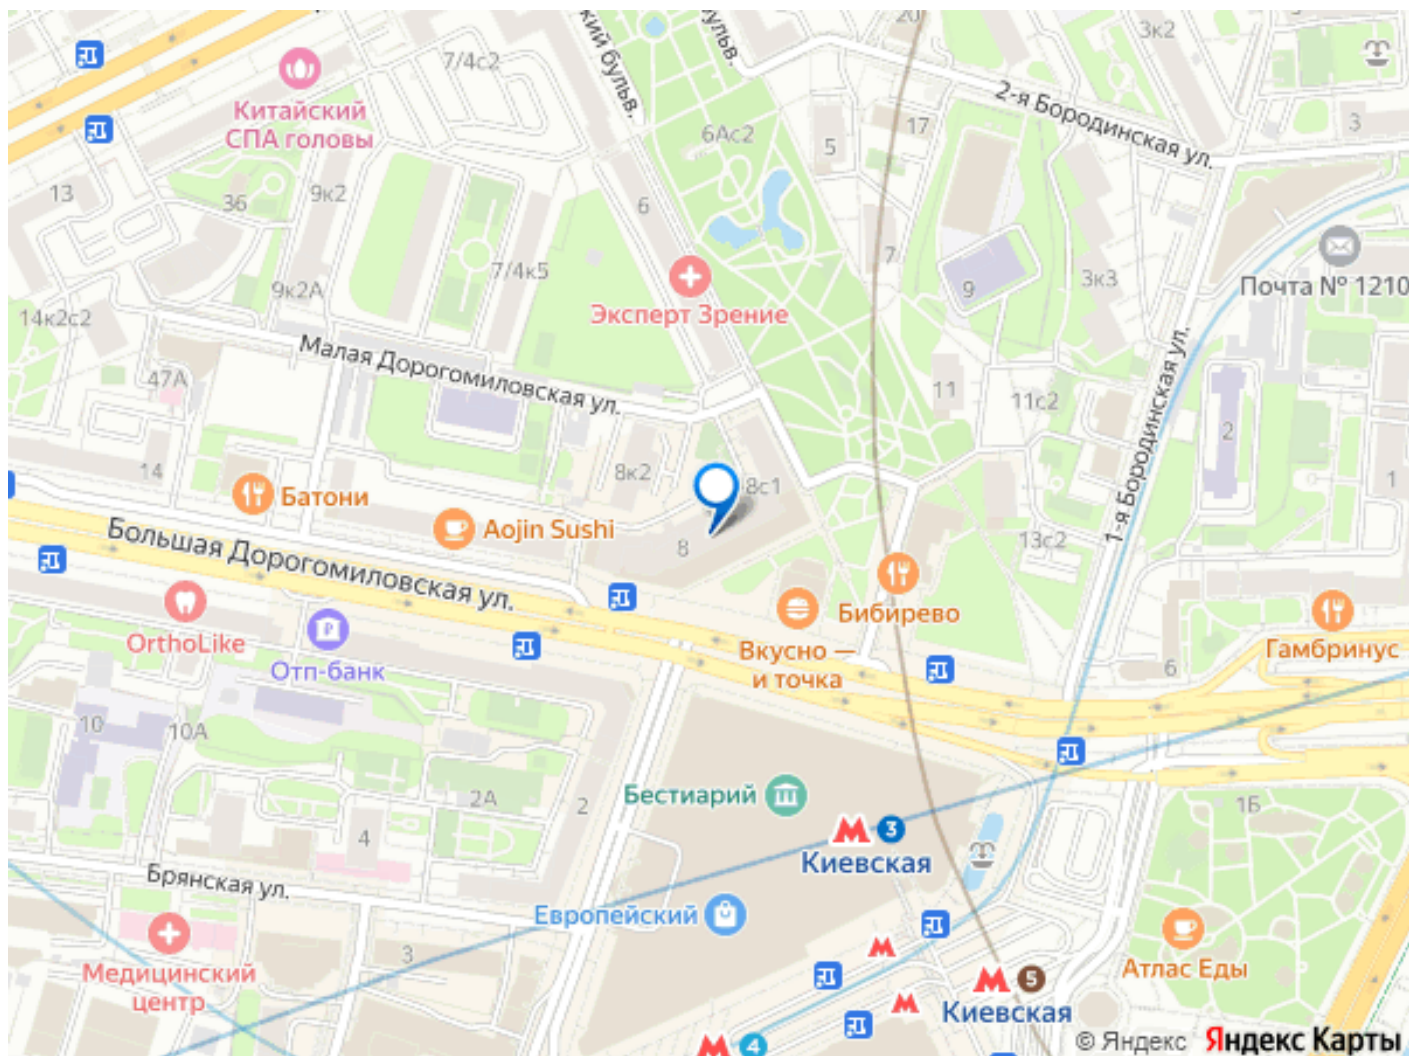 20
3к2
7/4с2
кий бульв.
ульв.
Китайский
СПА головы
2-я Бородинская ул.
6Ас2
17
5
3
13
36
9к2
6
7
7/4к5
9
3к3
Почта № 1210
9к2А
14к2с2
Эксперт Зрение
Малая Дорогомиловская ул.
47А
11
11с2
1-я Бородинская ул.
2
14
8к2
8с1
1
Батони
Aojin Sushi
Большая Дорогомиловская ул.
8
13с2
Бибирево
OrthoLike
Отп-банк
Вкусно —
и точка
Гамбринус
6
10
10А
2А
2
Бестиарий
1Б
4
3
Киевская
Брянская ул.
Европейский
3
Медицинский
центр
Атлас Еды
5
Киевская
4
© Яндекс Яндекс Карты